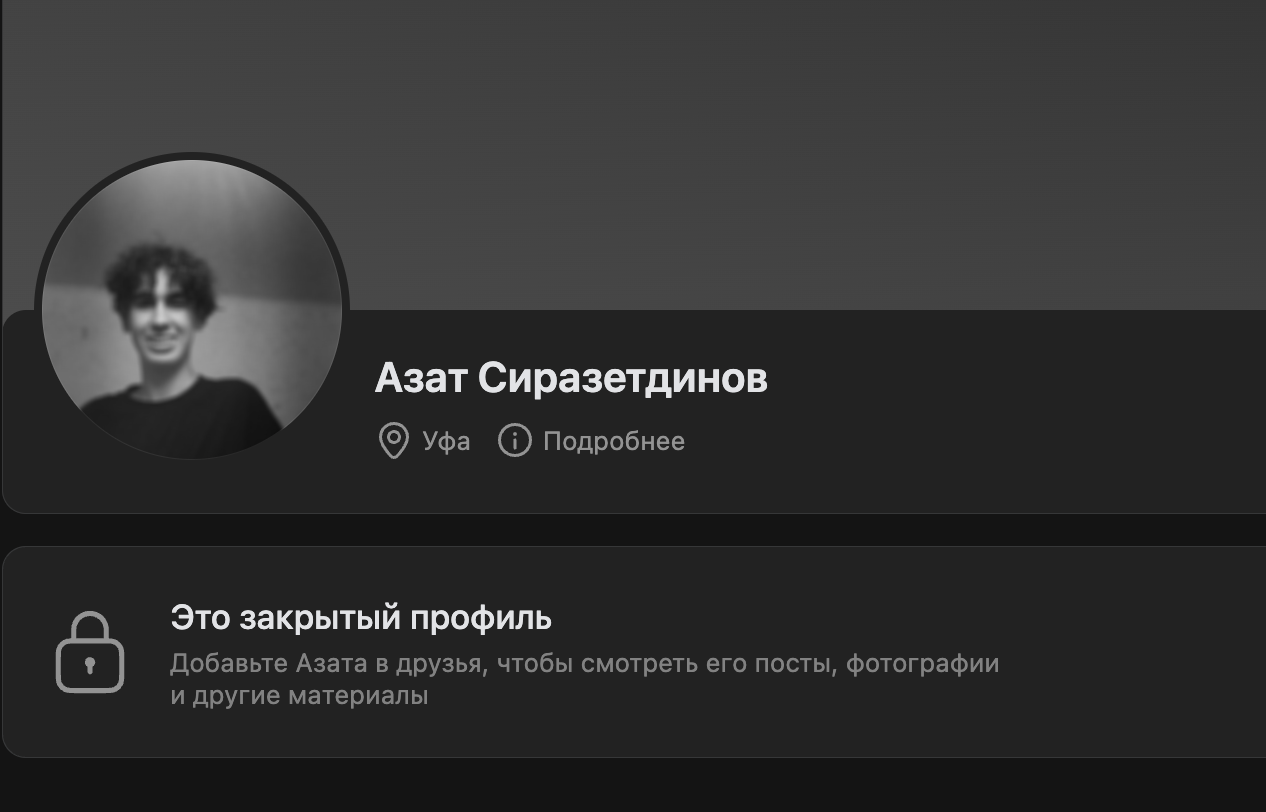 Азат Сиразетдинов
Уфа Подробнее
Это закрытый профиль
Добавьте Азата в друзья, чтобы смотреть его посты, фотографии
и другие материалы